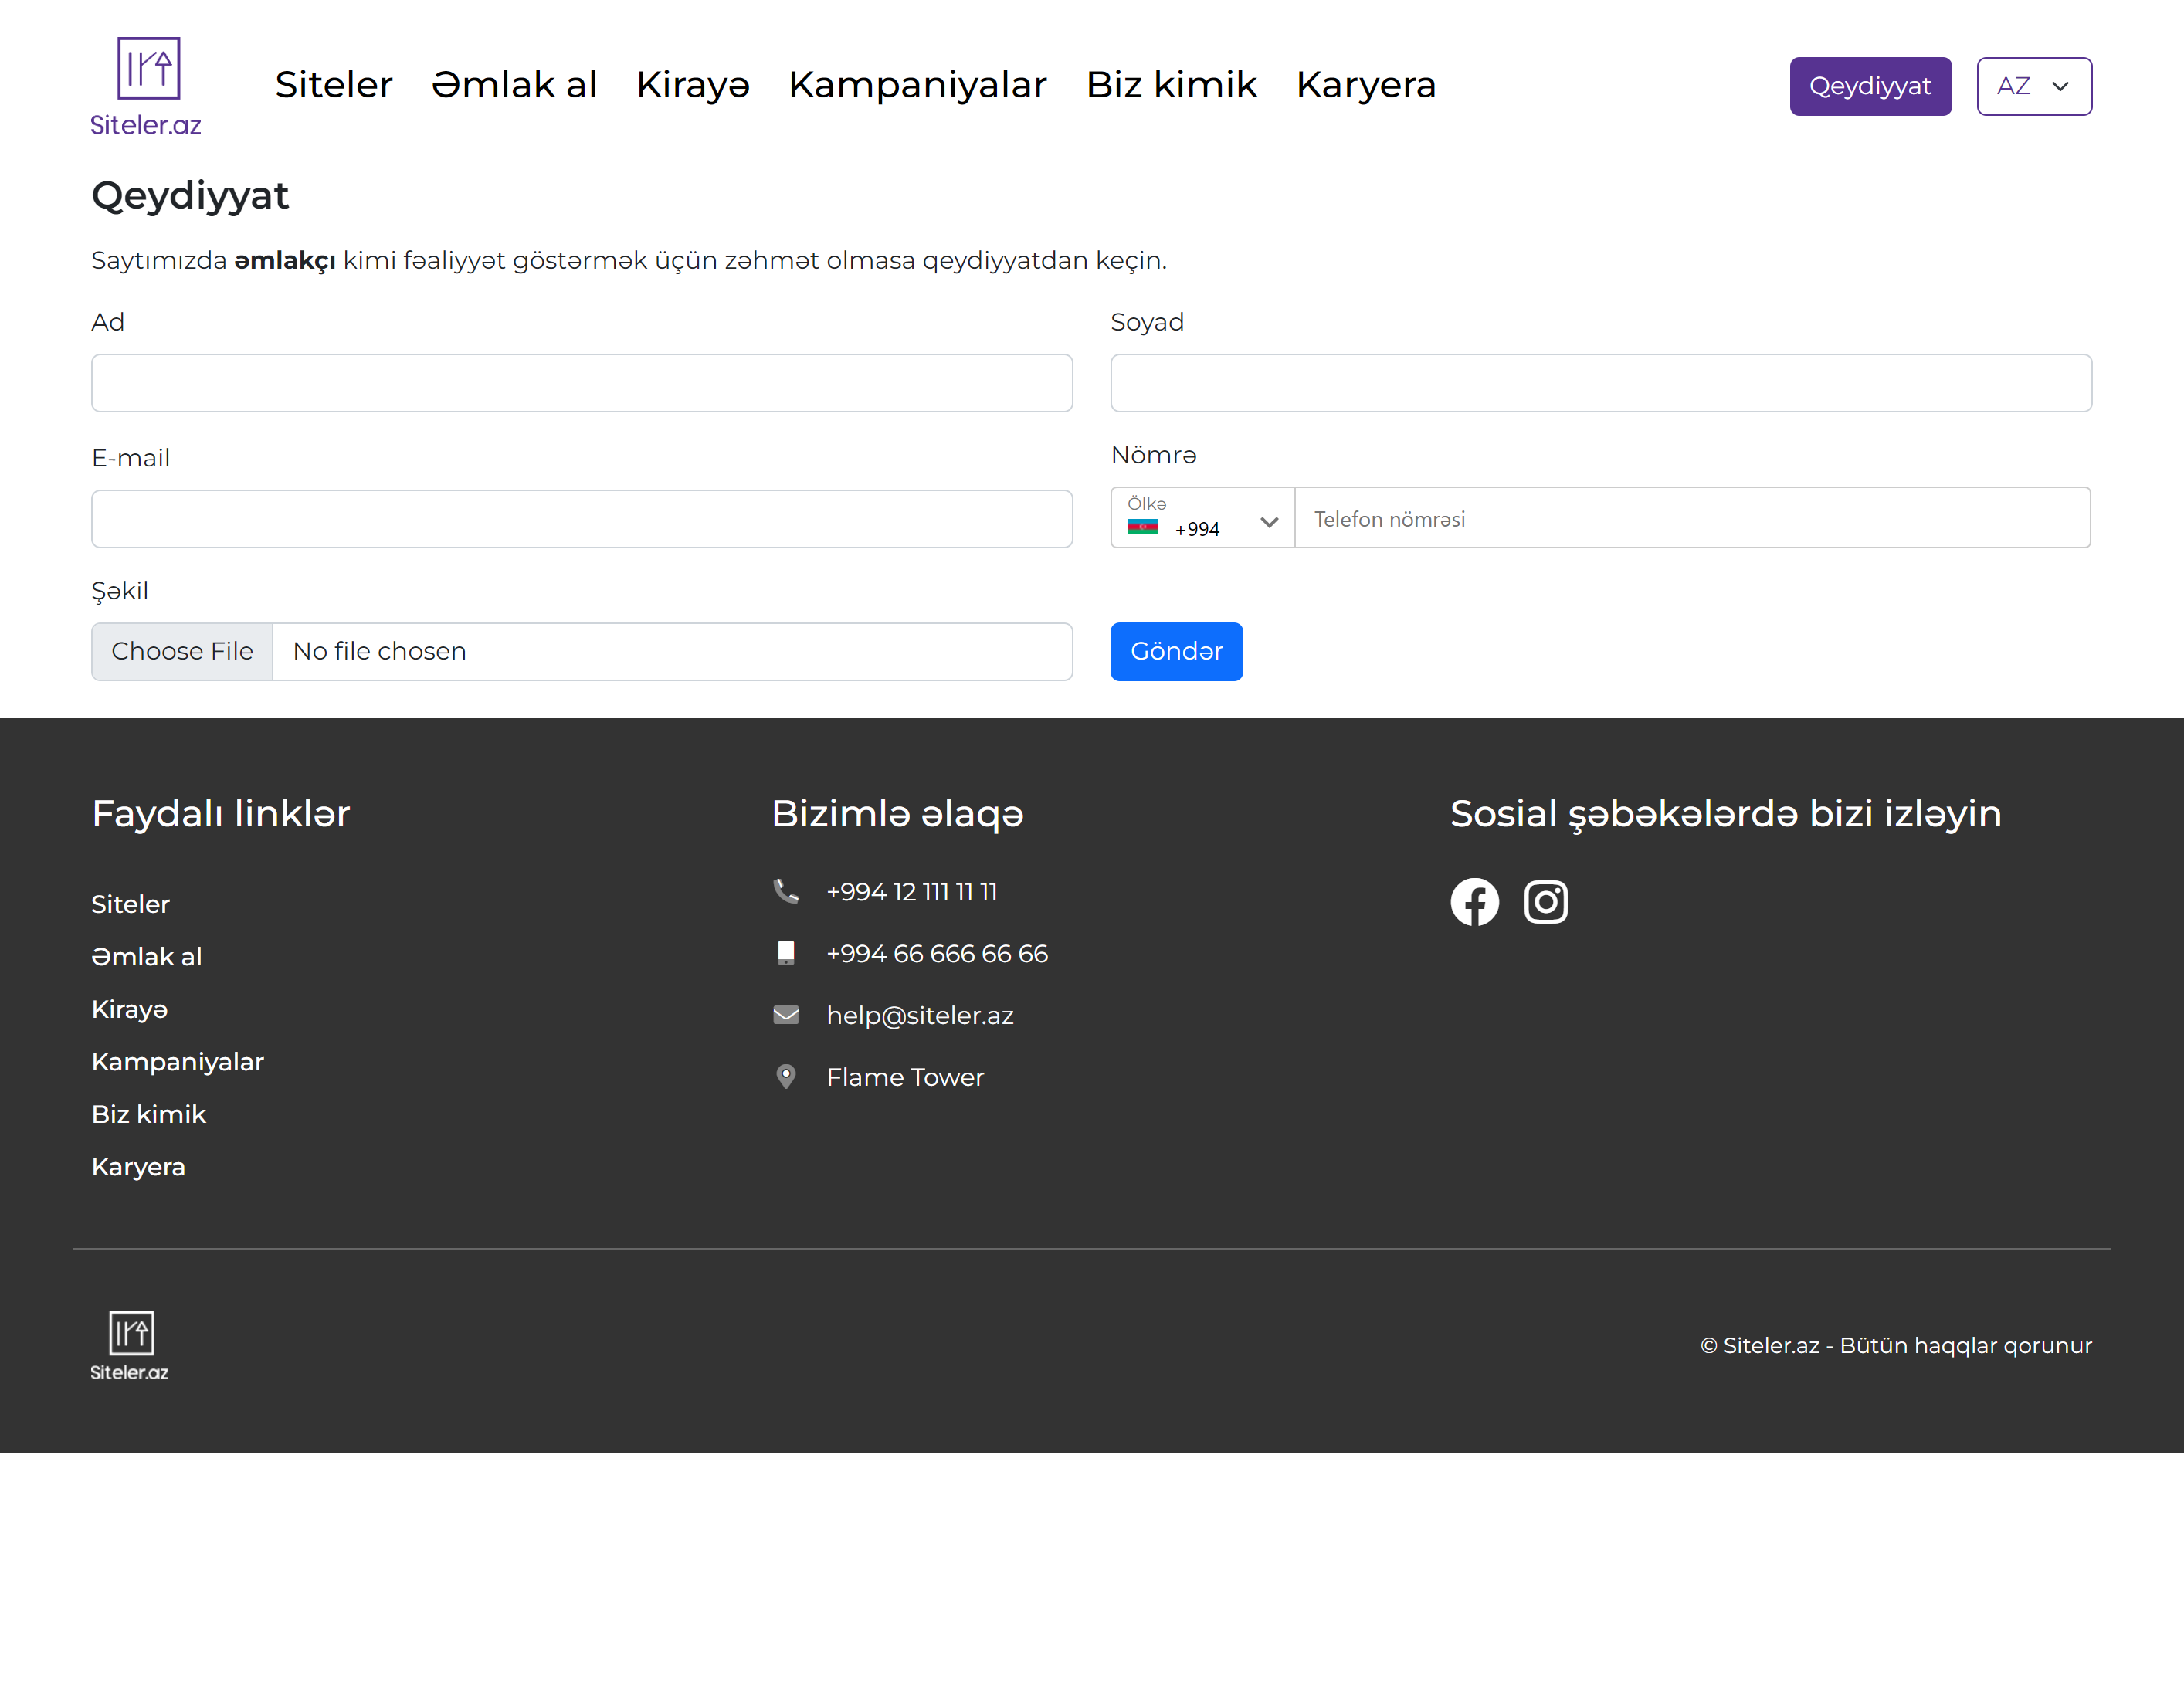 Siteler.az
Siteler Əmlak al Kirayə Kampaniyalar Biz kimik Karyera
Qeydiyyat AZ
Qeydiyyat
Saytımızda əmlakçı kimi fəaliyyət göstərmək üçün zəhmət olmasa qeydiyyatdan keçin.
Ad
Soyad
E-mail
Nömrə
Ölkə
+994
Telefon nömrəsi
Şəkil
Choose File No file chosen
Göndər
Faydalı linklər
Siteler
Əmlak al
Kirayə
Kampaniyalar
Biz kimik
Karyera
Bizimlə əlaqə
+994 12 111 11 11
+994 66 666 66 66
help@siteler.az
Flame Tower
Sosial şəbəkələrdə bizi izləyin
Siteler.az
© Siteler.az - Bütün haqqlar qorunur